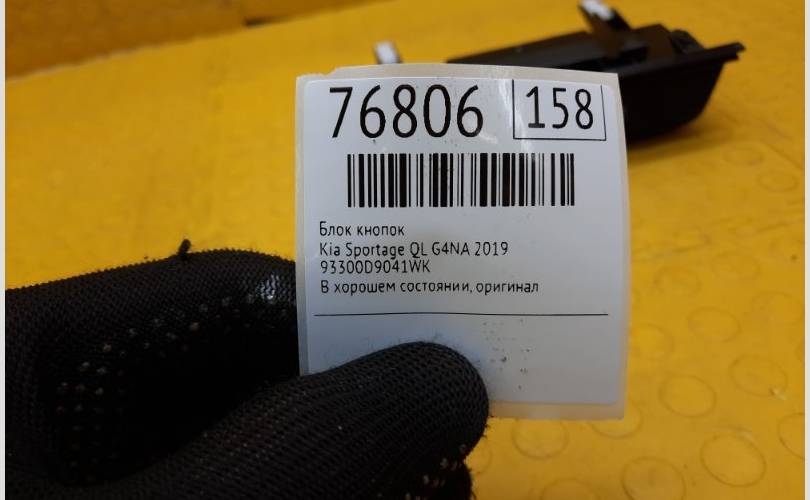 76806 158
Блок кнопок
Kia Sportage QL G4NA 2019
93300D9041WK
В хорошем состоянии, оригинал